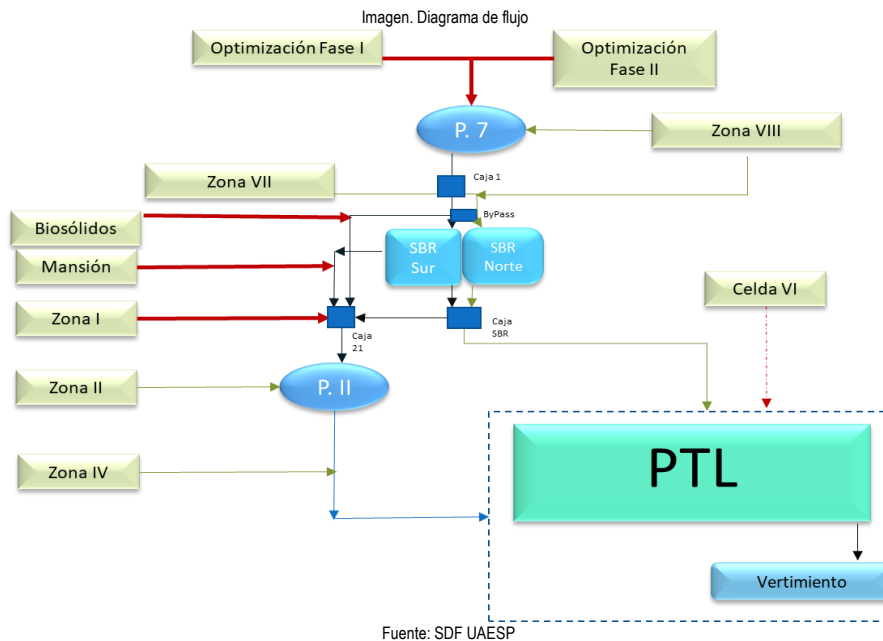 Imagen. Diagrama de flujo
Optimización Fase I
Optimización
Fase II
P. 7
Zona VIII
Caja 1
Zona VII
ByPass
Biosólidos
SBR
Sur
SBR
Norte
Mansión
Celda VI
Zona I
Caja
21
Caja
SBR
P. II
Zona II
PTL
Zona IV
Vertimiento
Fuente: SDF UAESP